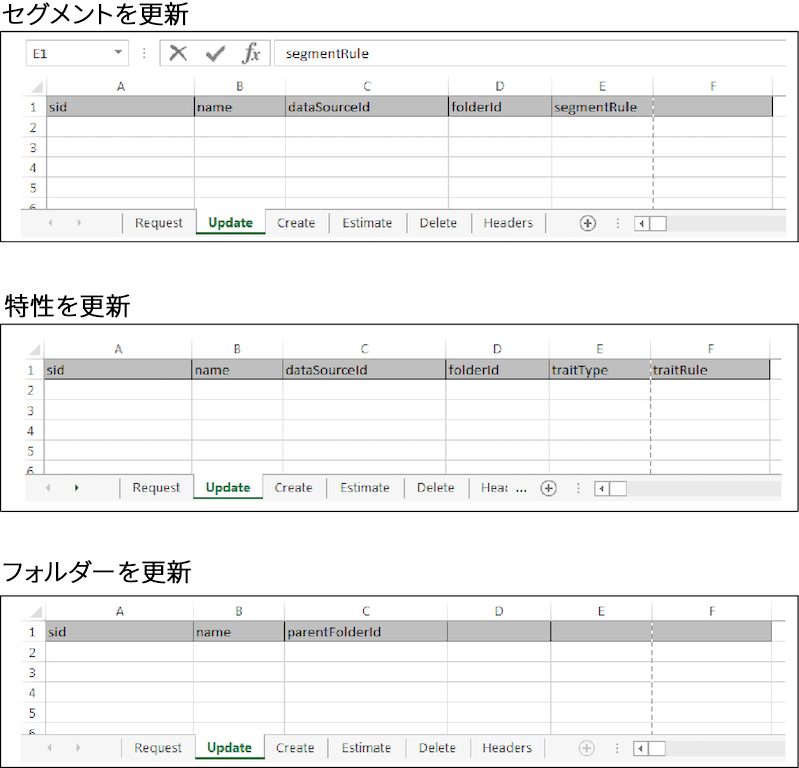 セグメントを更新
E1 fx segmentRule
A B C D E F
1 sid name dataSourceId folderId segmentRule
2
3
4
5
6
Request Update Create Estimate Delete Headers
特性を更新
A B C D E F
1 sid name dataSourceId folderId traitType traitRule
2
3
4
5
6
Request Update Create Estimate Delete Heac ...
フォルダーを更新
A B C D E F
1 sid name parentFolderId
2
3
4
5
6
Request Update Create Estimate Delete Headers